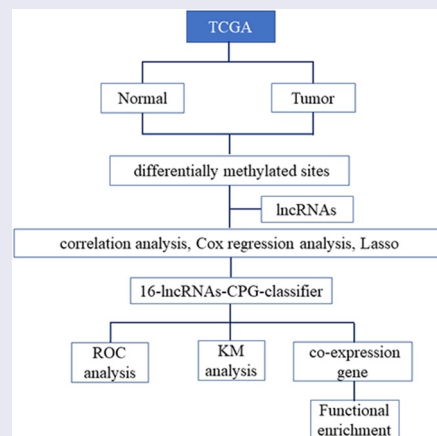 TCGA
Normal
Tumor
differentially methylated sites
lncRNAs
correlation analysis, Cox regression analysis, Lasso
16-lncRNAs-CPG-classifier
ROC
analysis
KM
analysis
co-expression
gene
Functional
enrichment